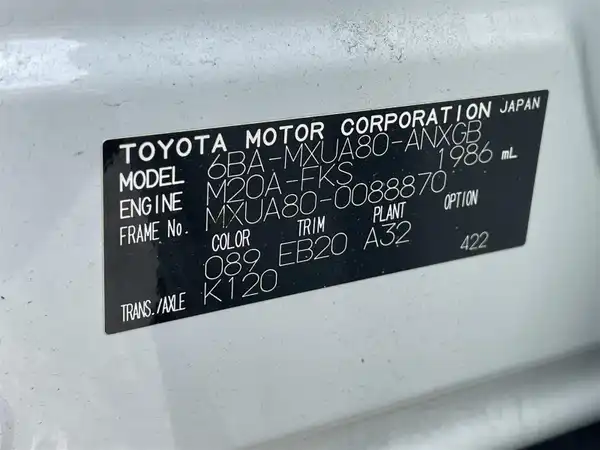 TOYOTA MOTOR CORPORATION JAPAN
MODEL 6BA-MXUA80-ANXGB
ENGINE M20A-FKS 1986 mL
FRAME No. MXUA80-0088870
COLOR TRIM PLANT OPTION
089 EB20 A32 422
TRANS./AXLE K120